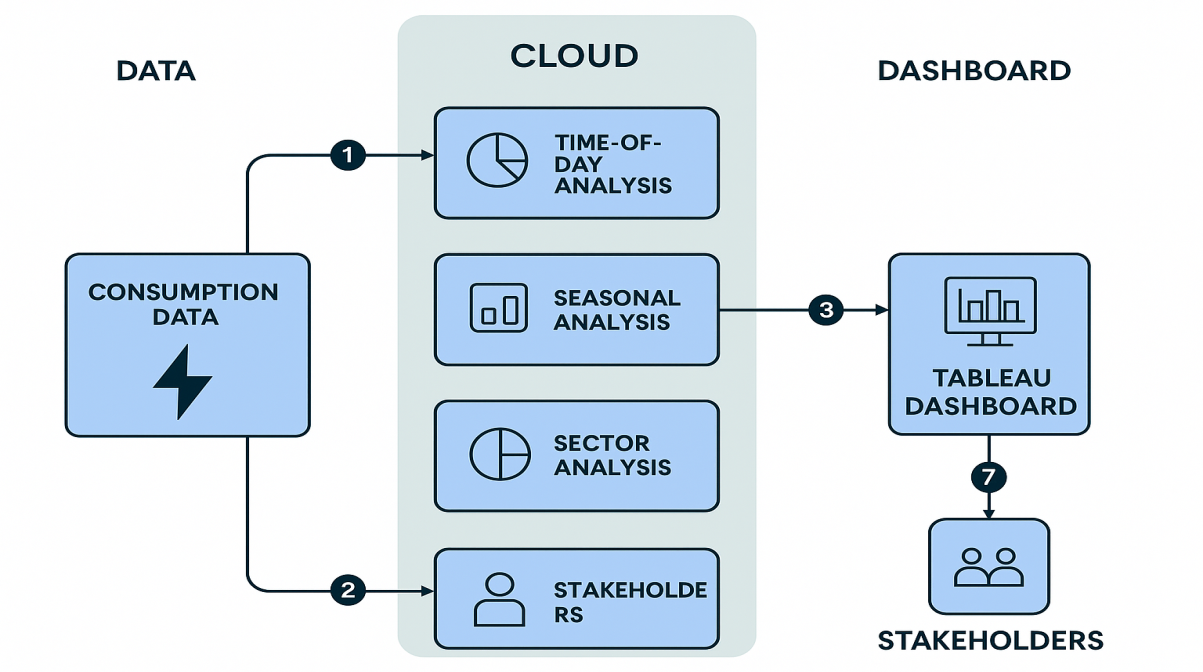 DATA
CLOUD
DASHBOARD
1
TIME-OF-
DAY
ANALYSIS
CONSUMPTION
DATA
SEASONAL
ANALYSIS
3
TABLEAU
DASHBOARD
SECTOR
ANALYSIS
7
2
STAKEHOLDE
RS
STAKEHOLDERS